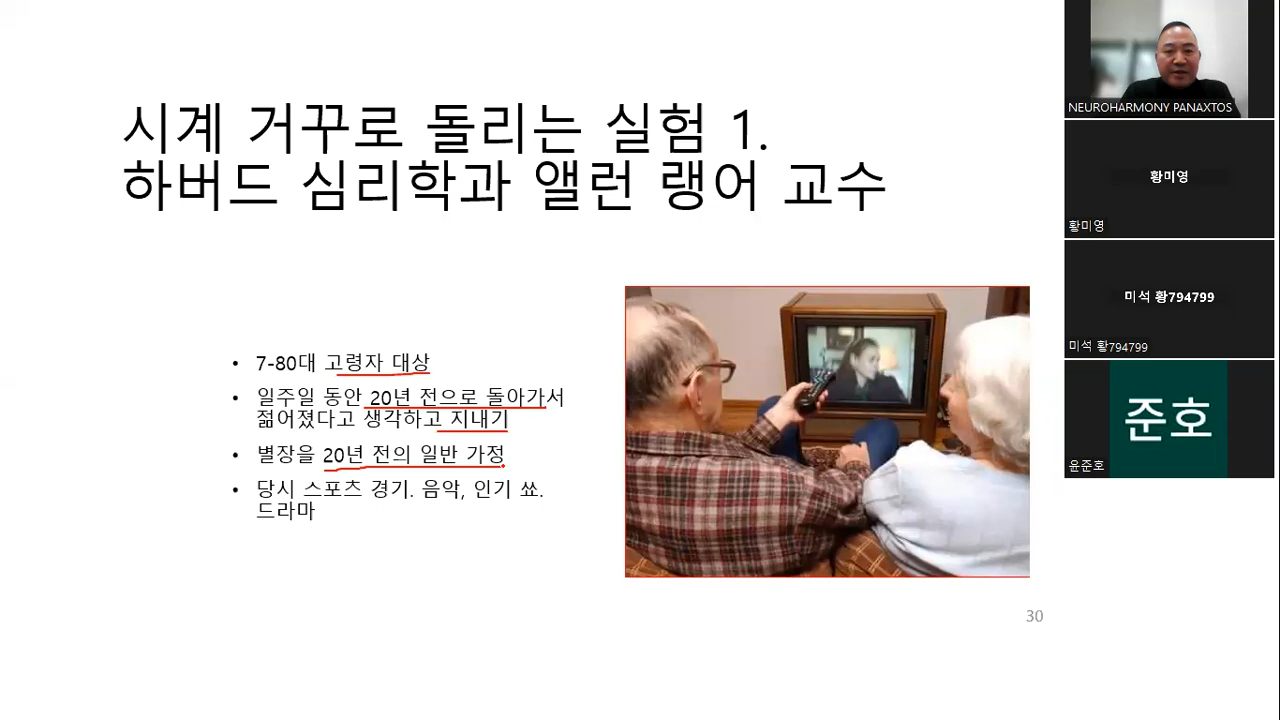 시계 거꾸로 돌리는 실험 1.
하버드 심리학과 앨런 랭어 교수
• 7-80대 고령자 대상
• 일주일 동안 20년 전으로 돌아가서
젊어졌다고 생각하고 지내기
• 별장을 20년 전의 일반 가정
• 당시 스포츠 경기. 음악, 인기 쑈.
드라마
30
NEUROHARMONY PANAXTOS
황미영
황미영
미석 황794799
미석 황794799
준호
윤준호